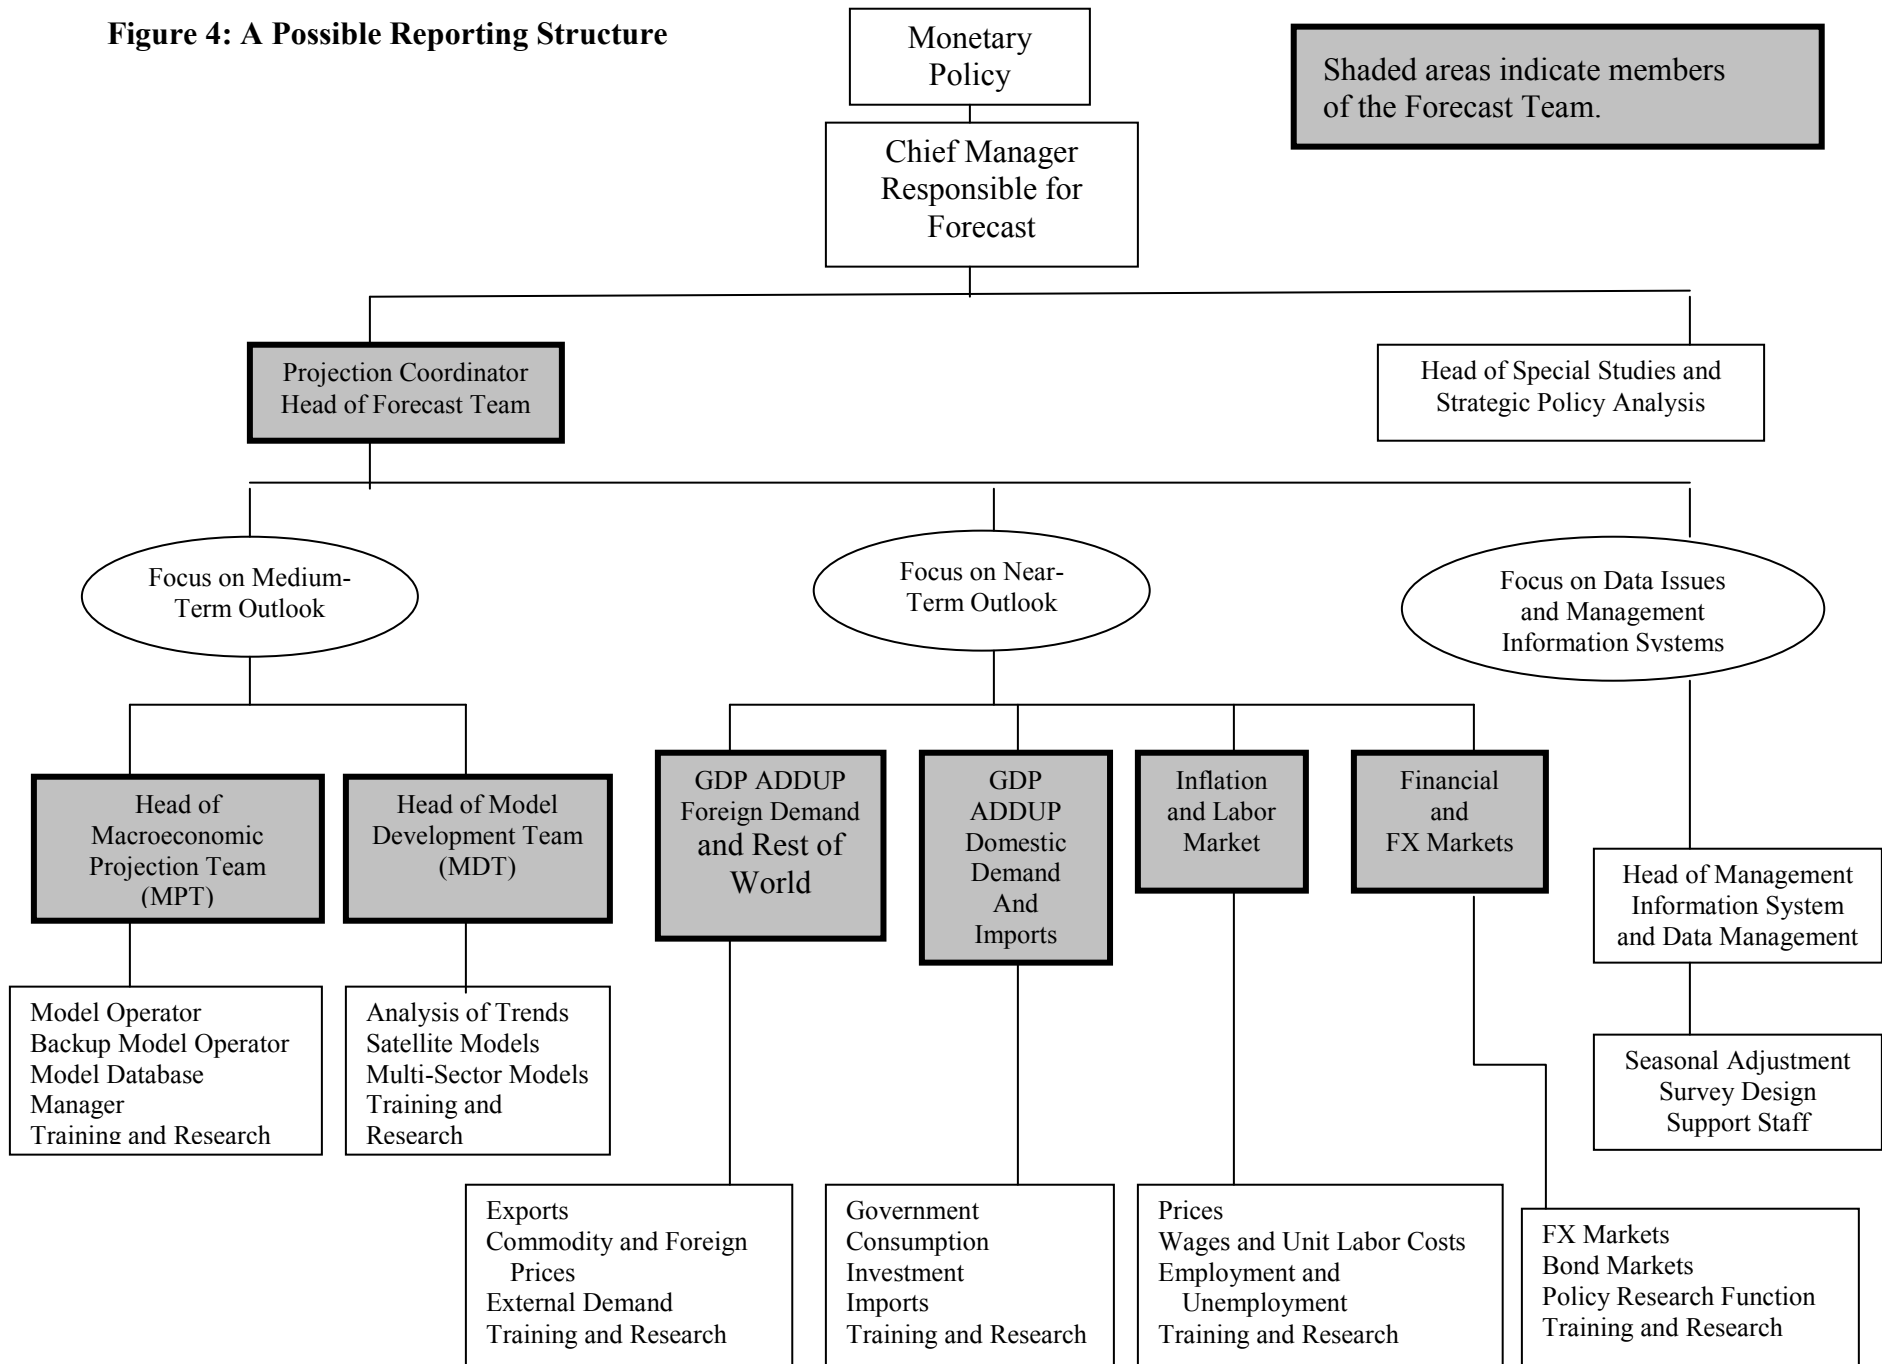 Figure 4: A Possible Reporting Structure
Monetary
Policy
Shaded areas indicate members
of the Forecast Team.
Chief Manager
Responsible for
Forecast
Projection Coordinator
Head of Forecast Team
Head of Special Studies and
Strategic Policy Analysis
Focus on Medium-
Term Outlook
Focus on Near-
Term Outlook
Focus on Data Issues
and Management
Information Systems
Head of
Macroeconomic
Projection Team
(MPT)
Head of Model
Development Team
(MDT)
GDP ADDUP
Foreign Demand
and Rest of
World
GDP
ADDUP
Domestic
Demand
And
Imports
Inflation
and Labor
Market
Financial
and
FX Markets
Head of Management
Information System
and Data Management
Model Operator
Backup Model Operator
Model Database
Manager
Training and Research
Analysis of Trends
Satellite Models
Multi-Sector Models
Training and
Research
Seasonal Adjustment
Survey Design
Support Staff
Exports
Commodity and Foreign
Prices
External Demand
Training and Research
Government
Consumption
Investment
Imports
Training and Research
Prices
Wages and Unit Labor Costs
Employment and
Unemployment
Training and Research
FX Markets
Bond Markets
Policy Research Function
Training and Research